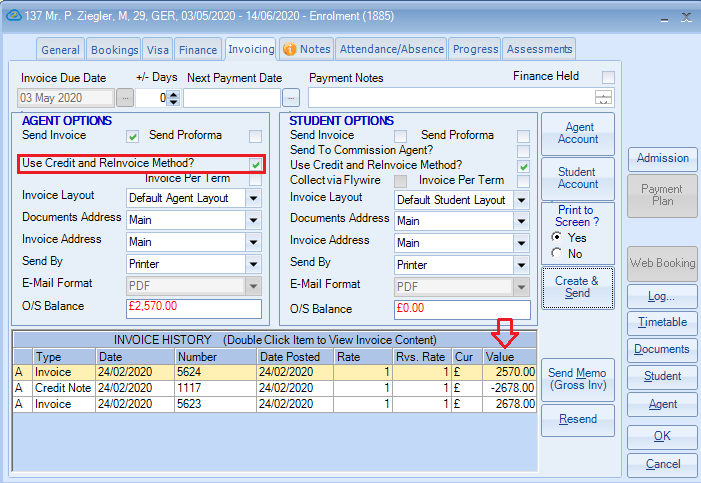 137 Mr. P. Ziegler, M, 29, GER, 03/05/2020 - 14/06/2020 - Enrolment (1885)
General Bookings Visa Finance Invoicing Notes Attendance/Absence Progress Assessments
Invoice Due Date +/- Days Next Payment Date Payment Notes Finance Held
03 May 2020 ... 0 ...
AGENT OPTIONS
Send Invoice Send Proforma
Use Credit and ReInvoice Method?
Invoice Per Term
Invoice Layout Default Agent Layout
Documents Address Main
Invoice Address Main
Send By Printer
E-Mail Format PDF
O/S Balance £2,570.00
STUDENT OPTIONS
Send Invoice Send Proforma
Send To Commission Agent?
Use Credit and ReInvoice Method?
Collect via Flywire Invoice Per Term
Invoice Layout Default Student Layout
Documents Address Main
Invoice Address Main
Send By Printer
E-Mail Format PDF
O/S Balance £0.00
Agent
Account
Student
Account
Print to
Screen ?
Yes
No
Create &
Send
INVOICE HISTORY (Double Click Item to View Invoice Content)
Type Date Number Date Posted Rate Rvs. Rate Cur Value
A Invoice 24/02/2020 5624 24/02/2020 1 1 £ 2570.00
A Credit Note 24/02/2020 1117 24/02/2020 1 1 £ -2678.00
A Invoice 24/02/2020 5623 24/02/2020 1 1 £ 2678.00
Send Memo
(Gross Inv)
Resend
Admission
Payment
Plan
Web Booking
Log...
Timetable
Documents
Student
Agent
OK
Cancel